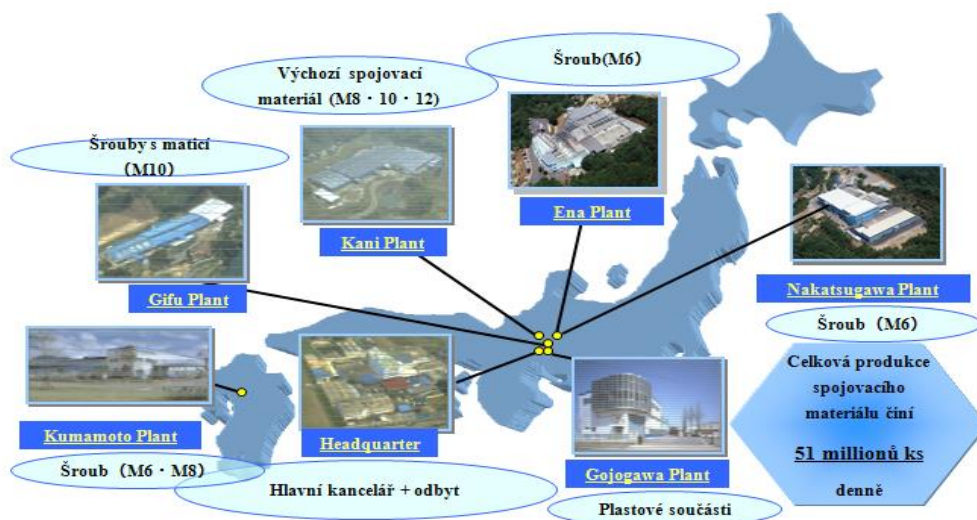 Šroub(M6)
Výchozí spojovací
materiál (M8・10・12)
Šrouby s maticí
(M10)
Ena Plant
Kani Plant
Gifu Plant
Nakatsugawa Plant
Šroub (M6)
Celková produkce
spojovacího
materiálu činí
51 millionů ks
denně
Kumamoto Plant
Šroub (M6・M8)
Headquarter
Hlavní kancelář + odbyt
Gojogawa Plant
Plastové součásti